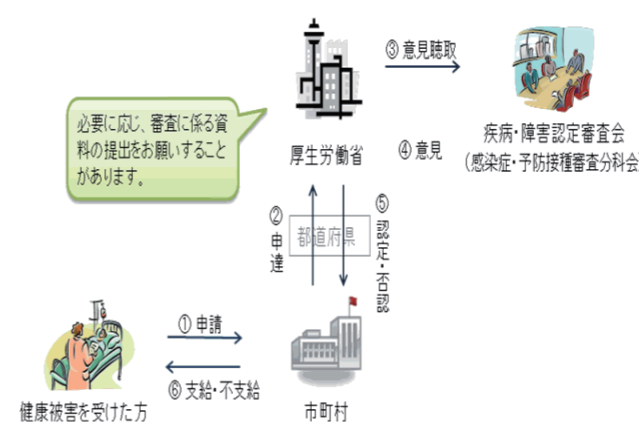 ③ 意見聴取
必要に応じ、審査に係る資
料の提出をお願いすること
があります。
厚生労働省
④ 意見
疾病・障害認定審査会
(感染症・予防接種審査分科会
②申達
都道府県
⑤認定・否認
① 申請
⑥ 支給・不支給
健康被害を受けた方
市町村